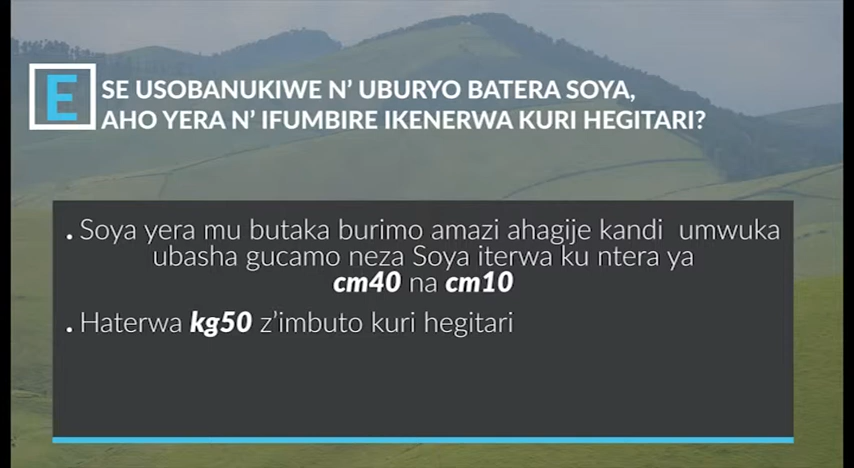 E
SE USOBANUKIWE N' UBURYO BATERA SOYA,
AHO YERA N' IFUMBIRE IKENERWA KURI HEGITARI?
. Soya yera mu butaka burimo amazi ahagije kandi umwuka
ubasha gucamo neza Soya iterwa ku ntera ya
cm40 na cm10
. Haterwa kg50 z'imbuto kuri hegitari